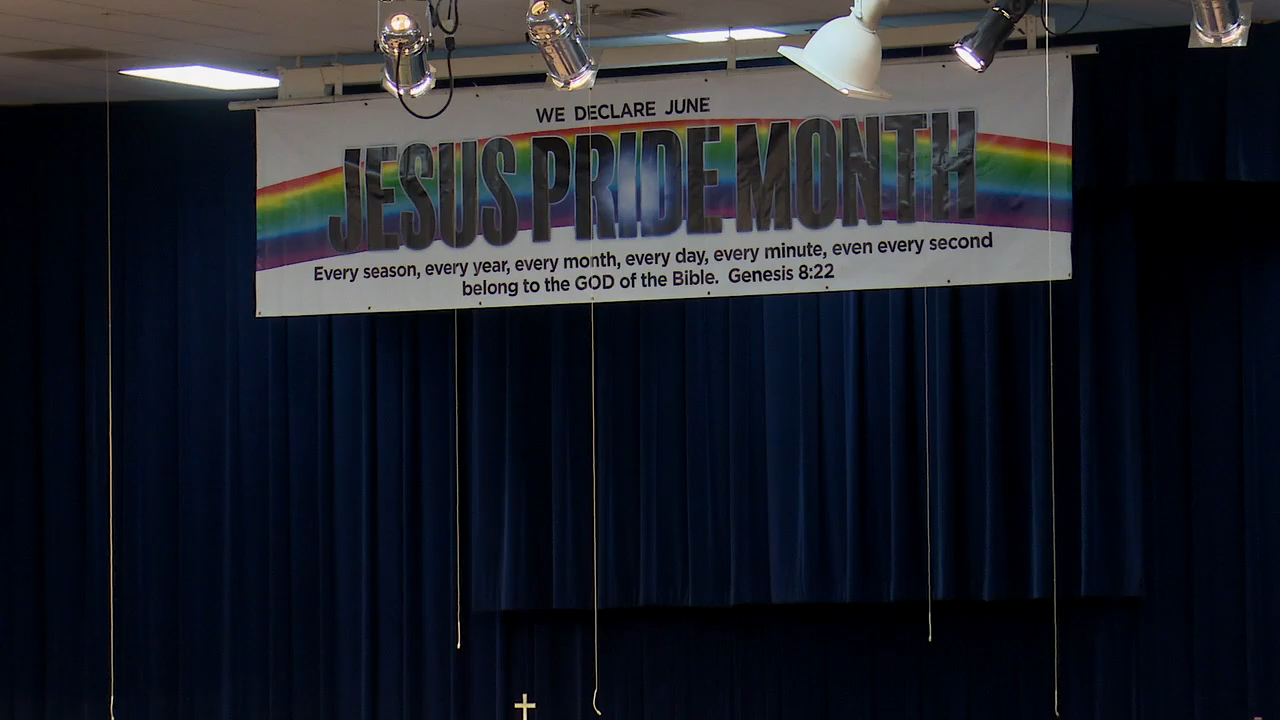 WE DECLARE JUNE
JESUS PRIDE MONTH
Every season, every year, every month, every day, every minute, even every second
belong to the GOD of the Bible. Genesis 8:22